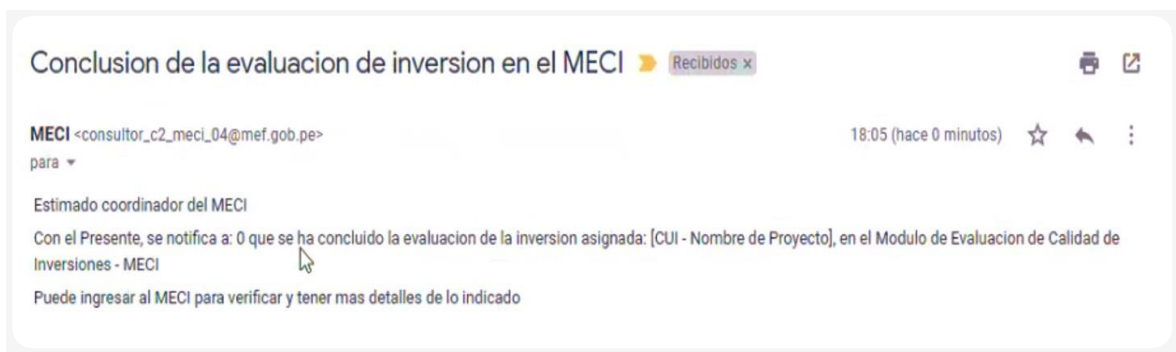 Conclusion de la evaluacion de inversion en el MECI Recibidos x
MECI <consultor_c2_meci_04@mef.gob.pe> 18:05 (hace 0 minutos)
para
Estimado coordinador del MECI
Con el Presente, se notifica a: 0 que se ha concluido la evaluacion de la inversion asignada: [CUI - Nombre de Proyecto], en el Modulo de Evaluacion de Calidad de
Inversiones - MECI
Puede ingresar al MECI para verificar y tener mas detalles de lo indicado